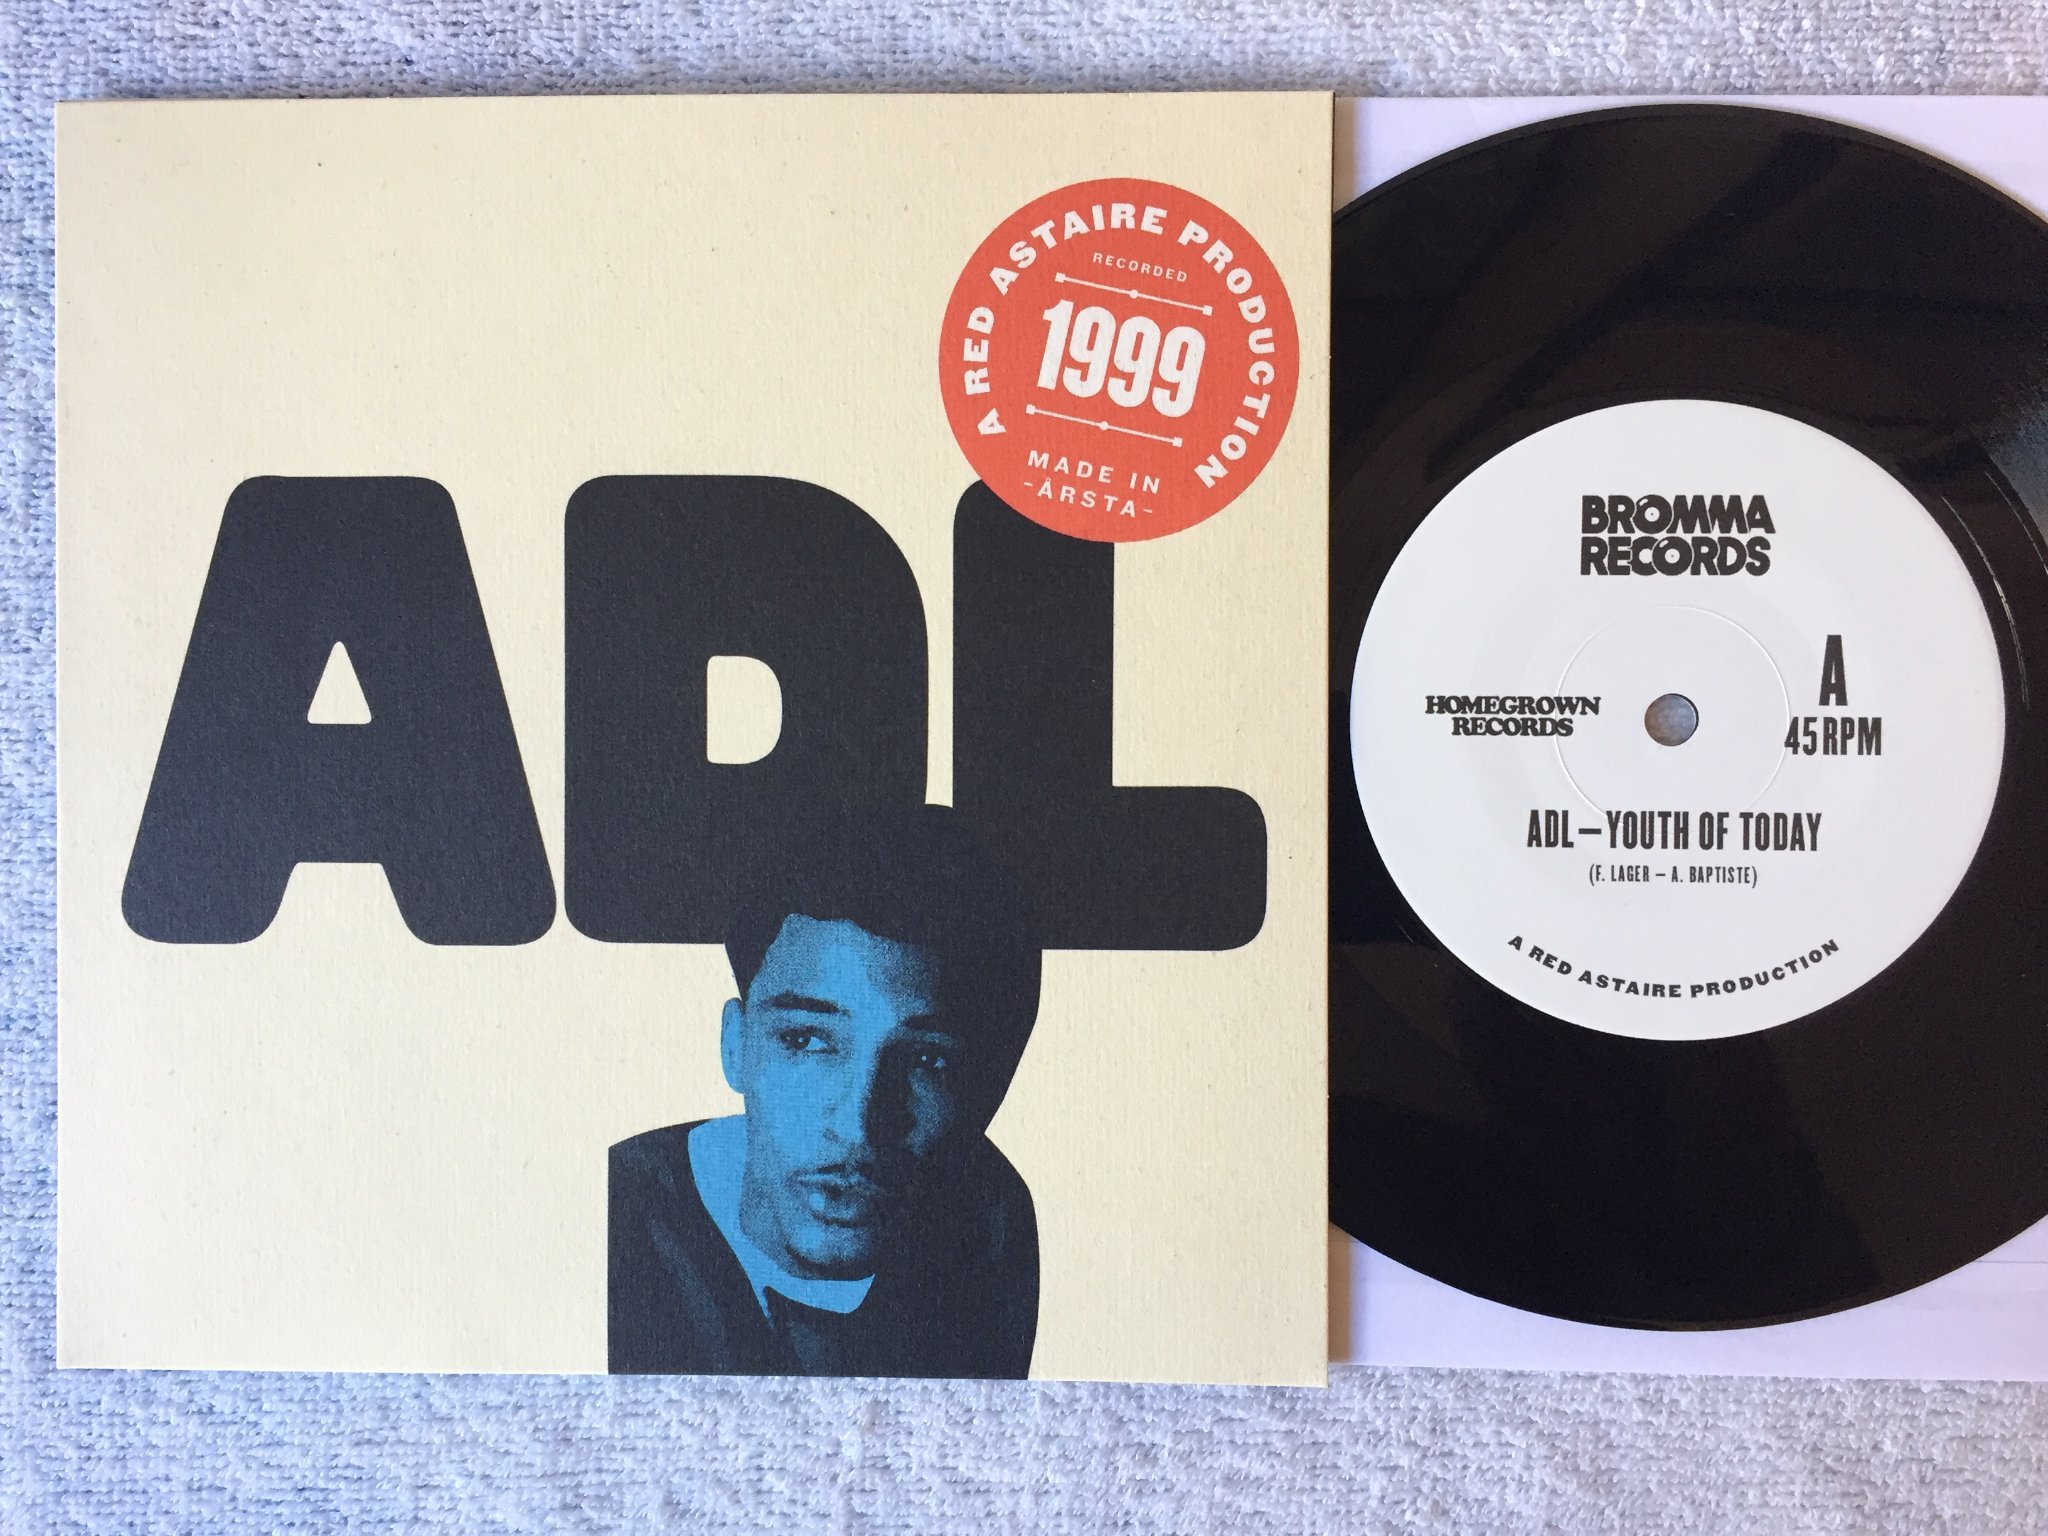 A RED ASTAIRE PRODUCTION
RECORDED
1999
MADE IN
-ÅRSTA-
ADL
BROMMA
RECORDS
HOMEGROWN
RECORDS
A
45 RPM
ADL – YOUTH OF TODAY
(F. LAGER – A. BAPTISTE)
A RED ASTAIRE PRODUCTION